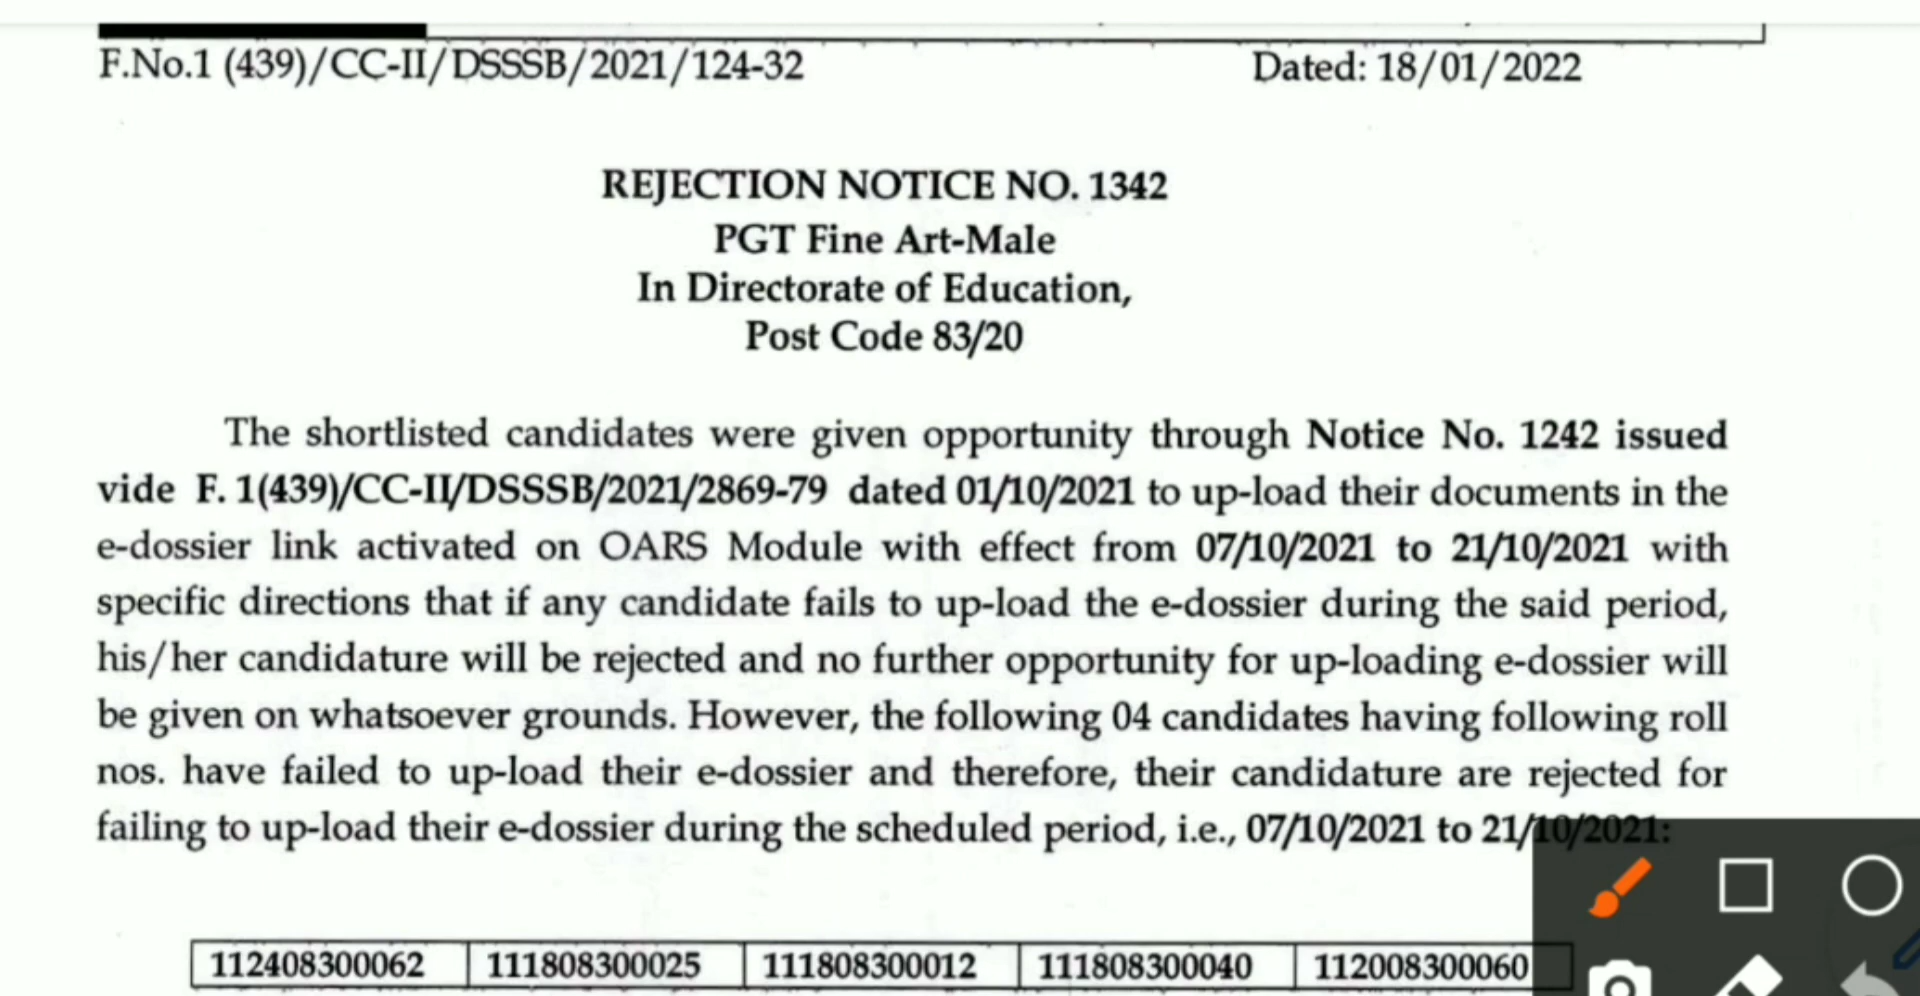 F.No.1 (439)/CC-II/DSSSB/2021/124-32 Dated: 18/01/2022
REJECTION NOTICE NO. 1342
PGT Fine Art-Male
In Directorate of Education,
Post Code 83/20
The shortlisted candidates were given opportunity through Notice No. 1242 issued
vide F. 1(439)/CC-II/DSSSB/2021/2869-79 dated 01/10/2021 to up-load their documents in the
e-dossier link activated on OARS Module with effect from 07/10/2021 to 21/10/2021 with
specific directions that if any candidate fails to up-load the e-dossier during the said period,
his/her candidature will be rejected and no further opportunity for up-loading e-dossier will
be given on whatsoever grounds. However, the following 04 candidates having following roll
nos. have failed to up-load their e-dossier and therefore, their candidature are rejected for
failing to up-load their e-dossier during the scheduled period, i.e., 07/10/2021 to 21/10/2021:
112408300062 111808300025 111808300012 111808300040 112008300060